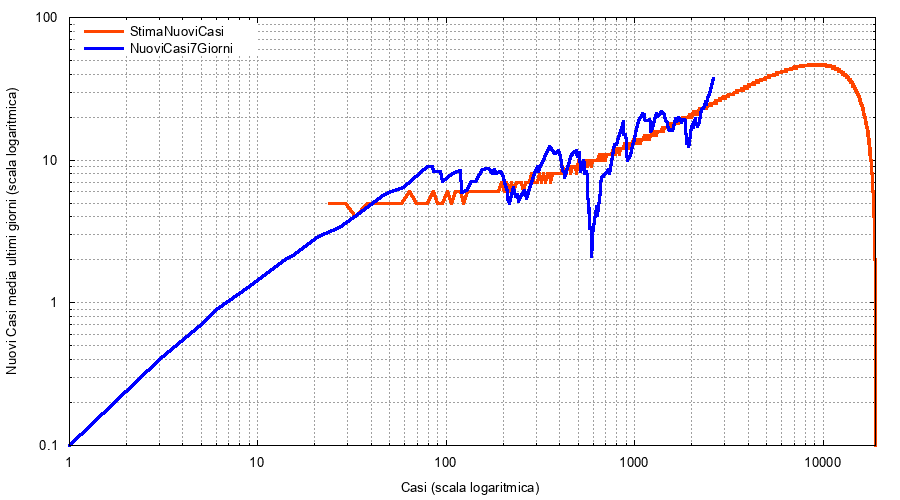 100
StimaNuoviCasi
NuoviCasi7Giorni
10
1
0.1
1 10 100 1000 10000
Nuovi Casi media ultimi giorni (scala logaritmica)
Casi (scala logaritmica)